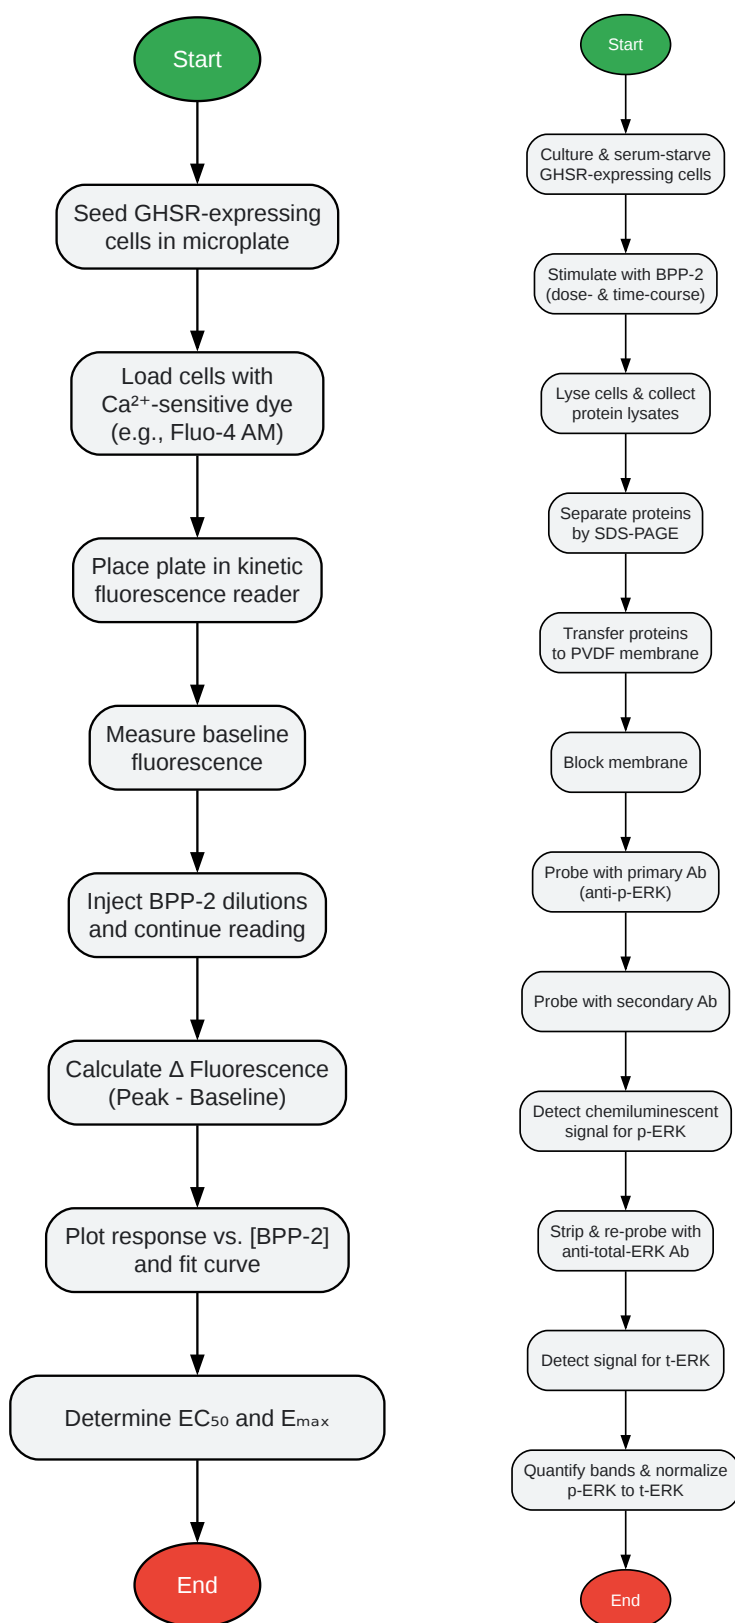 Start
Seed GHSR-expressing
cells in microplate
Load cells with
Ca²⁺-sensitive dye
(e.g., Fluo-4 AM)
Place plate in kinetic
fluorescence reader
Measure baseline
fluorescence
Inject BPP-2 dilutions
and continue reading
Calculate Δ Fluorescence
(Peak - Baseline)
Plot response vs. [BPP-2]
and fit curve
Determine EC₅₀ and Eₘₐₓ
End
Start
Culture & serum-starve
GHSR-expressing cells
Stimulate with BPP-2
(dose- & time-course)
Lyse cells & collect
protein lysates
Separate proteins
by SDS-PAGE
Transfer proteins
to PVDF membrane
Block membrane
Probe with primary Ab
(anti-p-ERK)
Probe with secondary Ab
Detect chemiluminescent
signal for p-ERK
Strip & re-probe with
anti-total-ERK Ab
Detect signal for t-ERK
Quantify bands & normalize
p-ERK to t-ERK
End